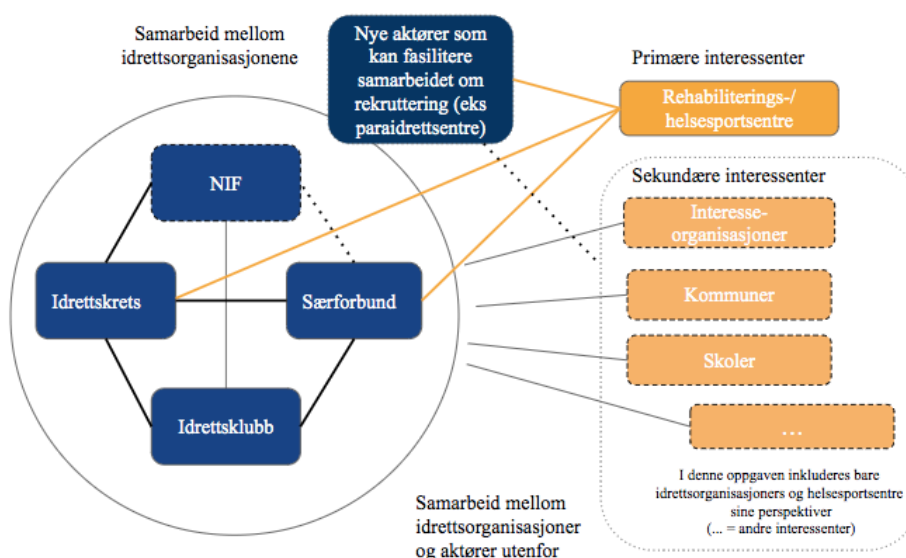 Samarbeid mellom
idrettsorganisasjonene
Nye aktører som
kan fasilitere
samarbeidet om
rekruttering (eks
paraidrettsentre)
Primære interessenter
Rehabiliterings-/
helsesportsentre
NIF
Idrettskrets
Særforbund
Idrettsklubb
Sekundære interessenter
Interesse-
organisasjoner
Kommuner
Skoler
...
I denne oppgaven inkluderes bare
idrettsorganisasjoners og helsesportsentre
sine perspektiver
(... = andre interessenter)
Samarbeid mellom
idrettsorganisasjoner
og aktører utenfor